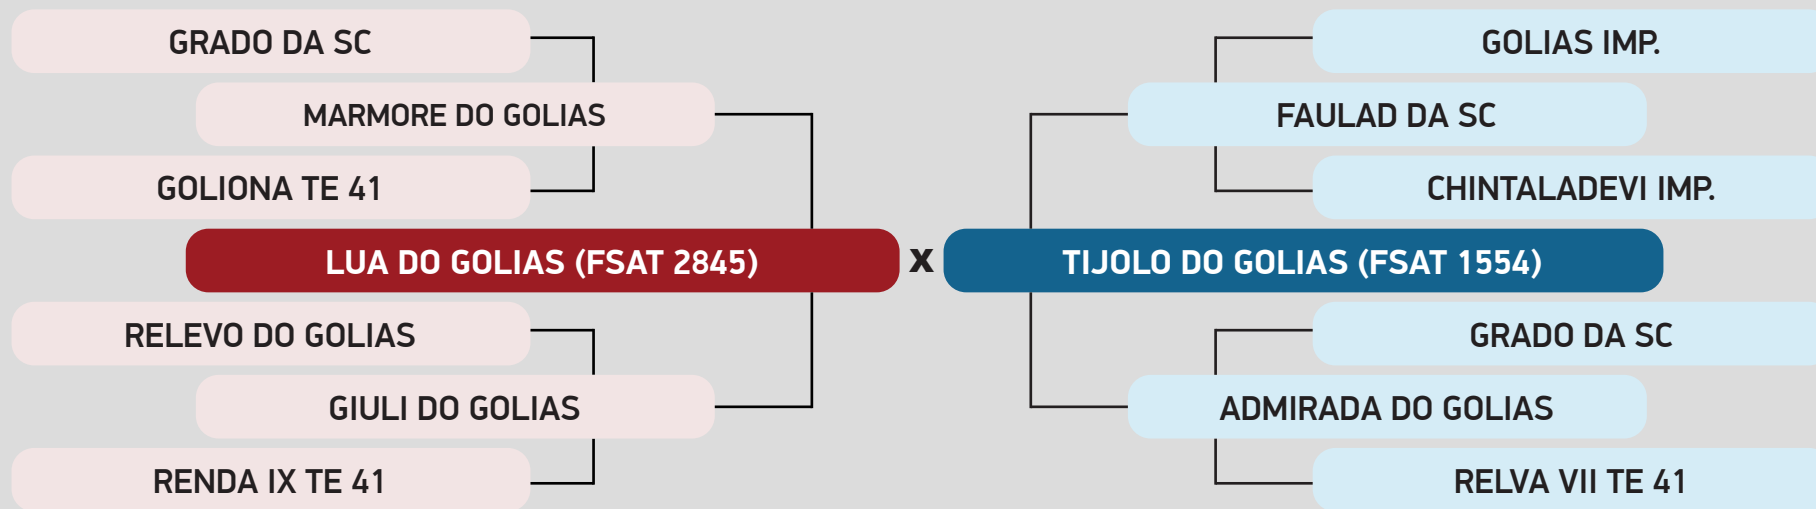 GRADO DA SC
MARMORE DO GOLIAS
GOLIONA TE 41
LUA DO GOLIAS (FSAT 2845)
RELEVO DO GOLIAS
GIULI DO GOLIAS
RENDA IX TE 41
X
GOLIAS IMP.
FAULAD DA SC
CHINTALADEVI IMP.
TIJOLO DO GOLIAS (FSAT 1554)
GRADO DA SC
ADMIRADA DO GOLIAS
RELVA VII TE 41